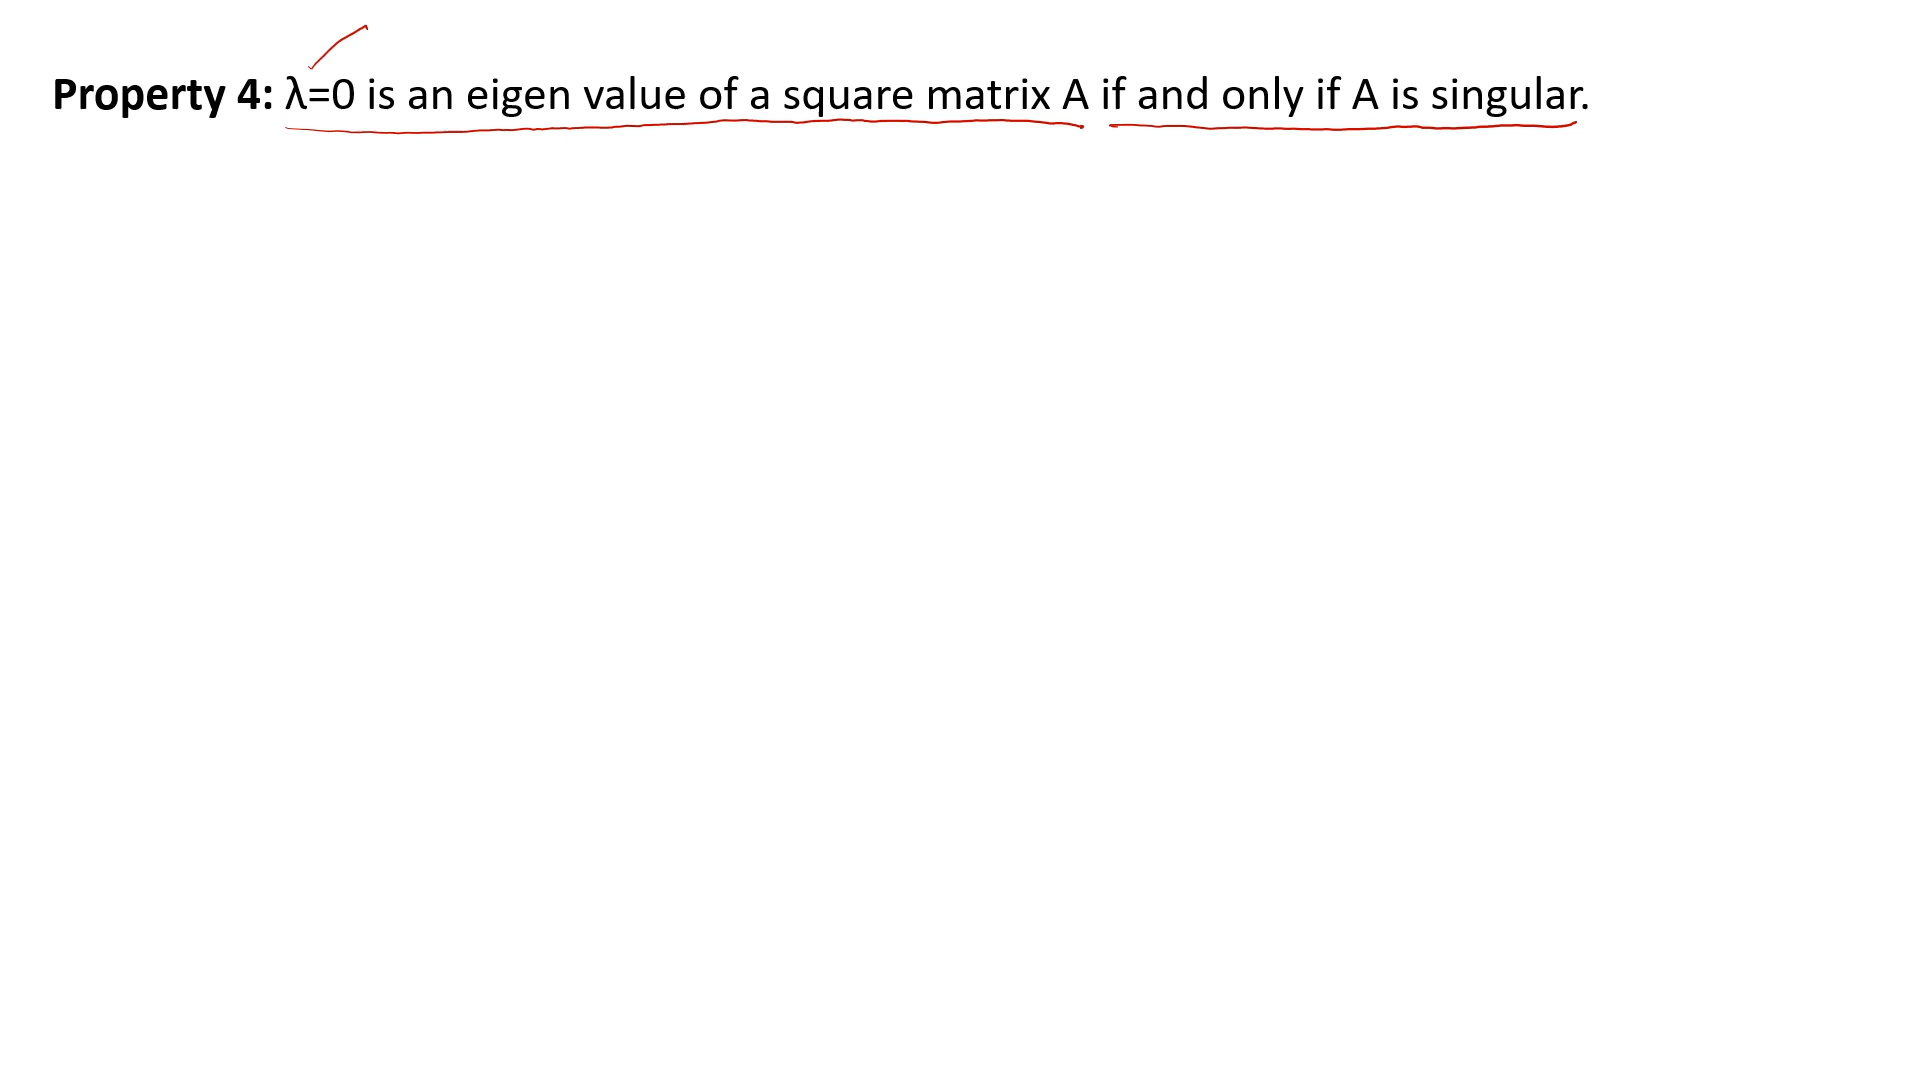 Property 4: λ=0 is an eigen value of a square matrix A if and only if A is singular.